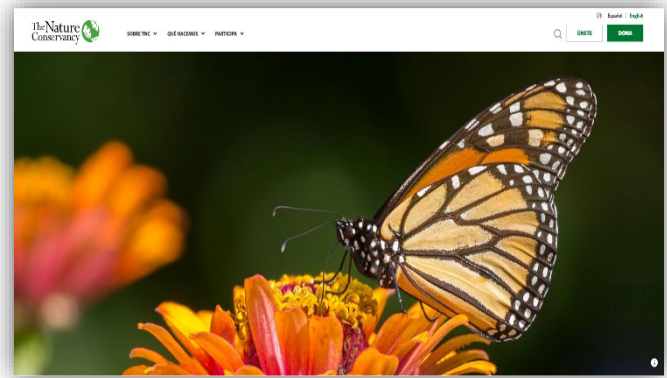 Español | English
The Nature Conservancy
SOBRE TNC QUÉ HACEMOS PARTICIPA
ÚNETE DONA